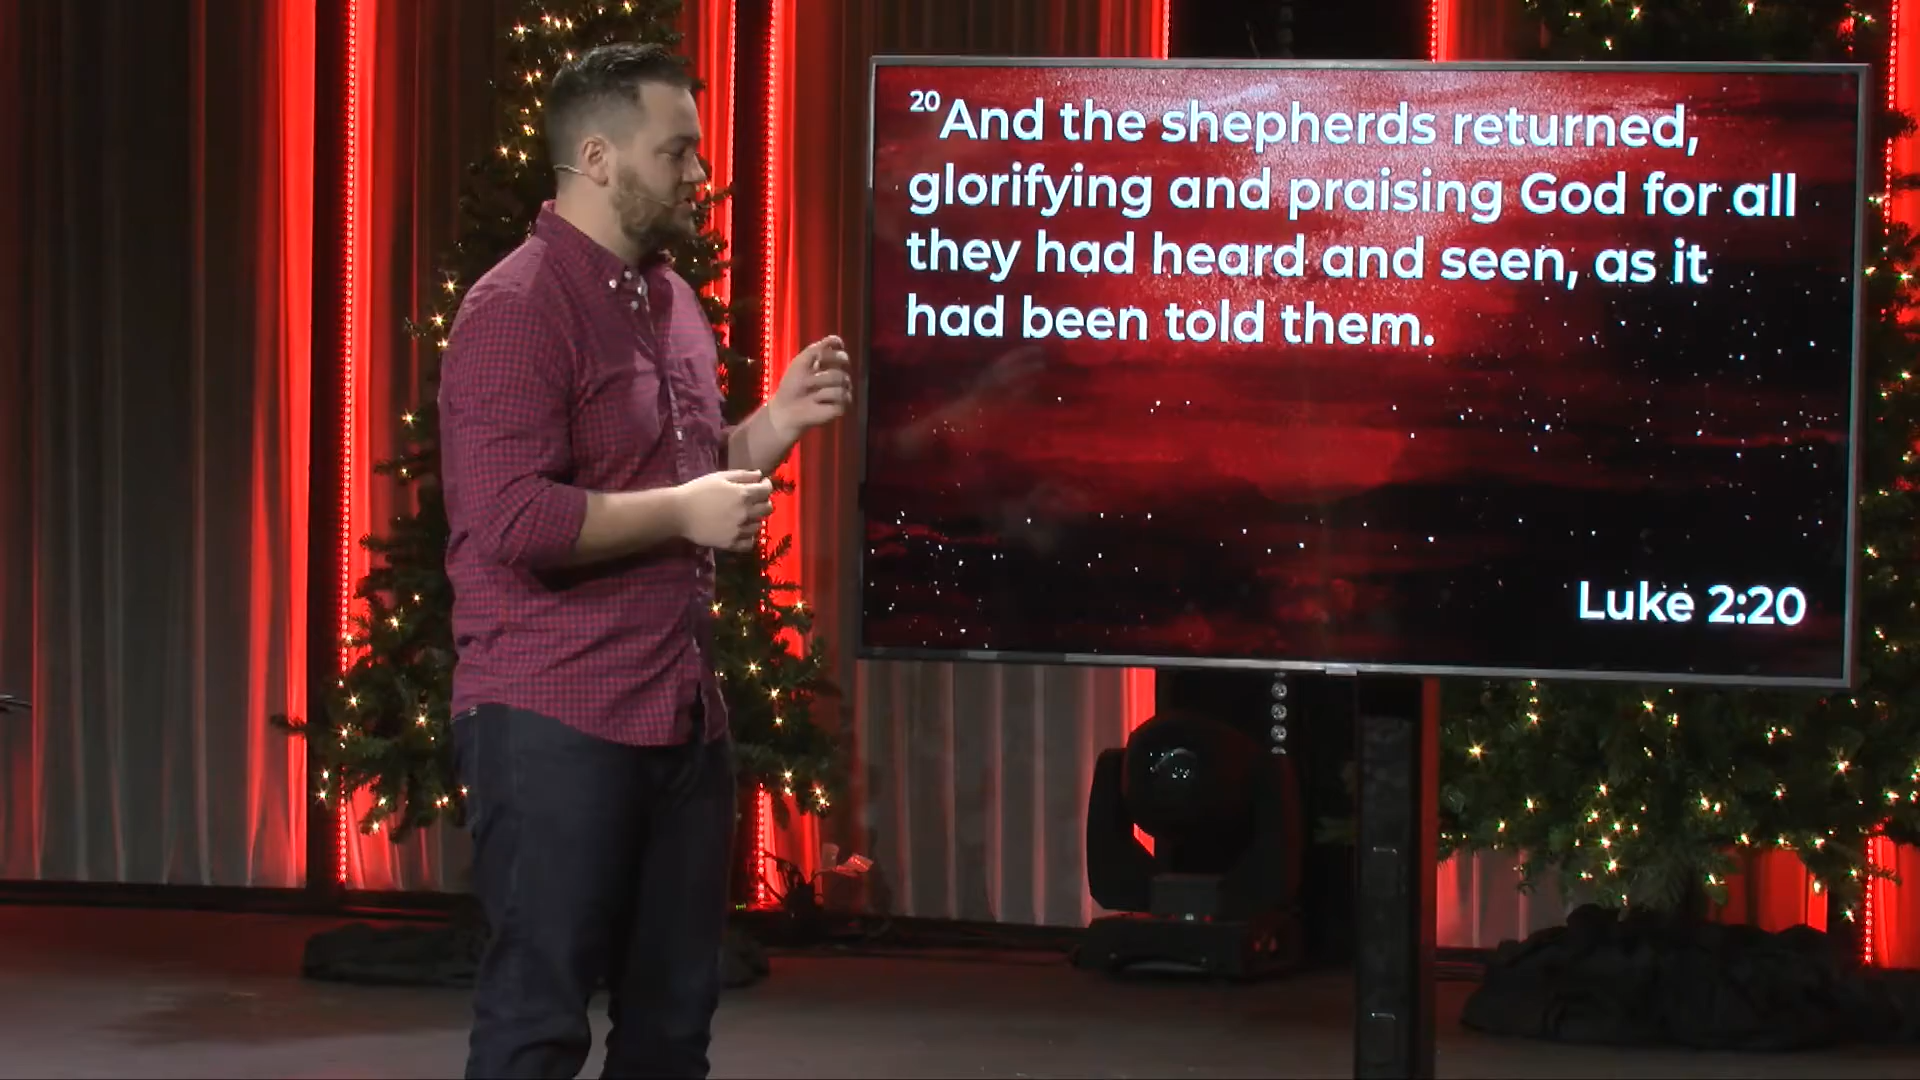 20And the shepherds returned,
glorifying and praising God for all
they had heard and seen, as it
had been told them.
Luke 2:20